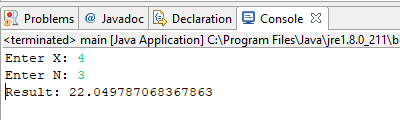 Problems @ Javadoc Declaration Console
<terminated> main [Java Application] C:\Program Files\Java\jre1.8.0_211\b
Enter X: 4
Enter N: 3
Result: 22.049787068367863